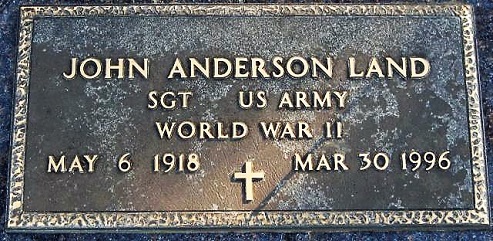 JOHN ANDERSON LAND
SGT US ARMY
WORLD WAR II
MAY 6 1918 MAR 30 1996